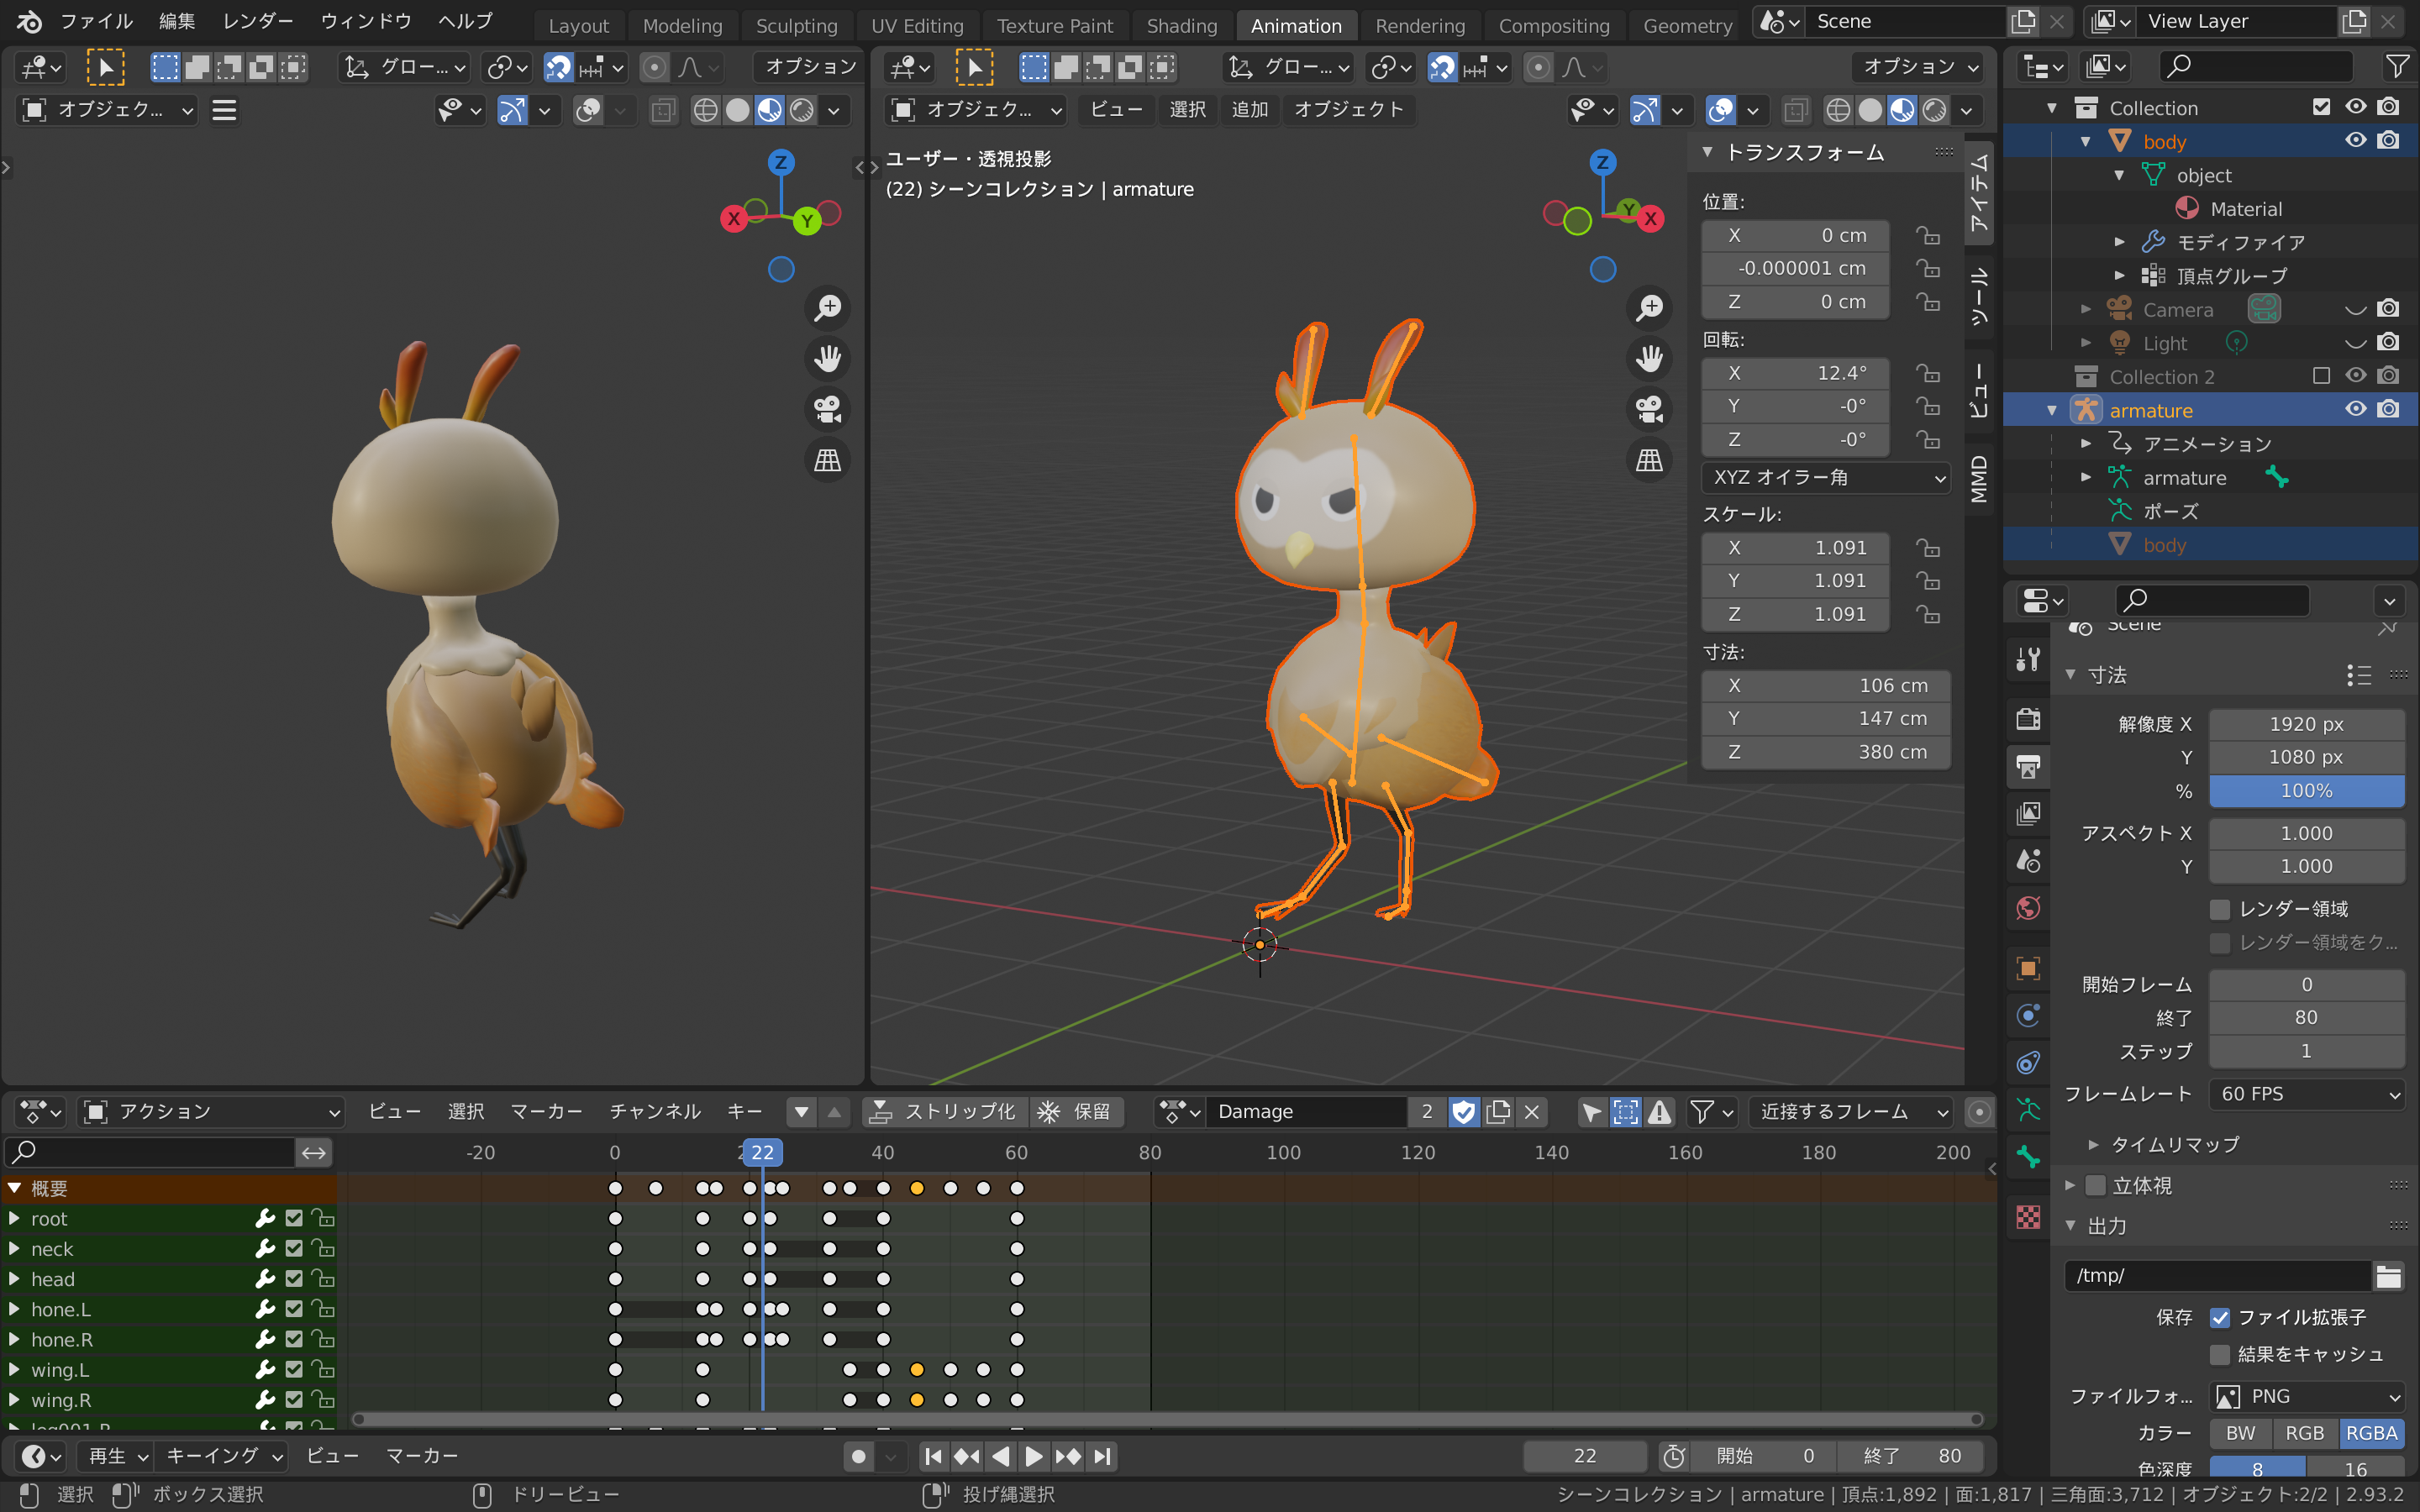 ファイル 編集 レンダー ウィンドウ ヘルプ Layout Modeling Sculpting UV Editing Texture Paint Shading Animation Rendering Compositing Geometry Scene View Layer
グロー... オプション グロー... オプション
オブジェク... オブジェク... ビュー 選択 追加 オブジェクト
ユーザー・透視投影
(22) シーンコレクション | armature
Z
X
Y
Z
Y
X
トランスフォーム
位置:
X 0 cm
-0.000001 cm
Z 0 cm
回転:
X 12.4°
Y -0°
Z -0°
XYZ オイラー角
スケール:
X 1.091
Y 1.091
Z 1.091
寸法:
X 106 cm
Y 147 cm
Z 380 cm
アイテム
ツール
ビュー
MMD
Collection
body
object
Material
モディファイア
頂点グループ
Camera
Light
Collection 2
armature
アニメーション
armature
ポーズ
body
Scene
寸法
解像度 X 1920 px
Y 1080 px
% 100%
アスペクト X 1.000
Y 1.000
レンダー領域
レンダー領域をク...
開始フレーム 0
終了 80
ステップ 1
フレームレート 60 FPS
タイムリマップ
立体視
出力
/tmp/
保存 ファイル拡張子
結果をキャッシュ
ファイルフォ... PNG
カラー BW RGB RGBA
色深度 8 16
アクション ビュー 選択 マーカー チャンネル キー ストリップ化 保留 Damage 2 近接するフレーム
-20 0 22 40 60 80 100 120 140 160 180 200
概要
root
neck
head
hone.L
hone.R
wing.L
wing.R
再生 キーイング ビュー マーカー 22 開始 0 終了 80
選択 ボックス選択 ドリービュー 投げ縄選択 シーンコレクション | armature | 頂点:1,892 | 面:1,817 | 三角面:3,712 | オブジェクト:2/2 | 2.93.2